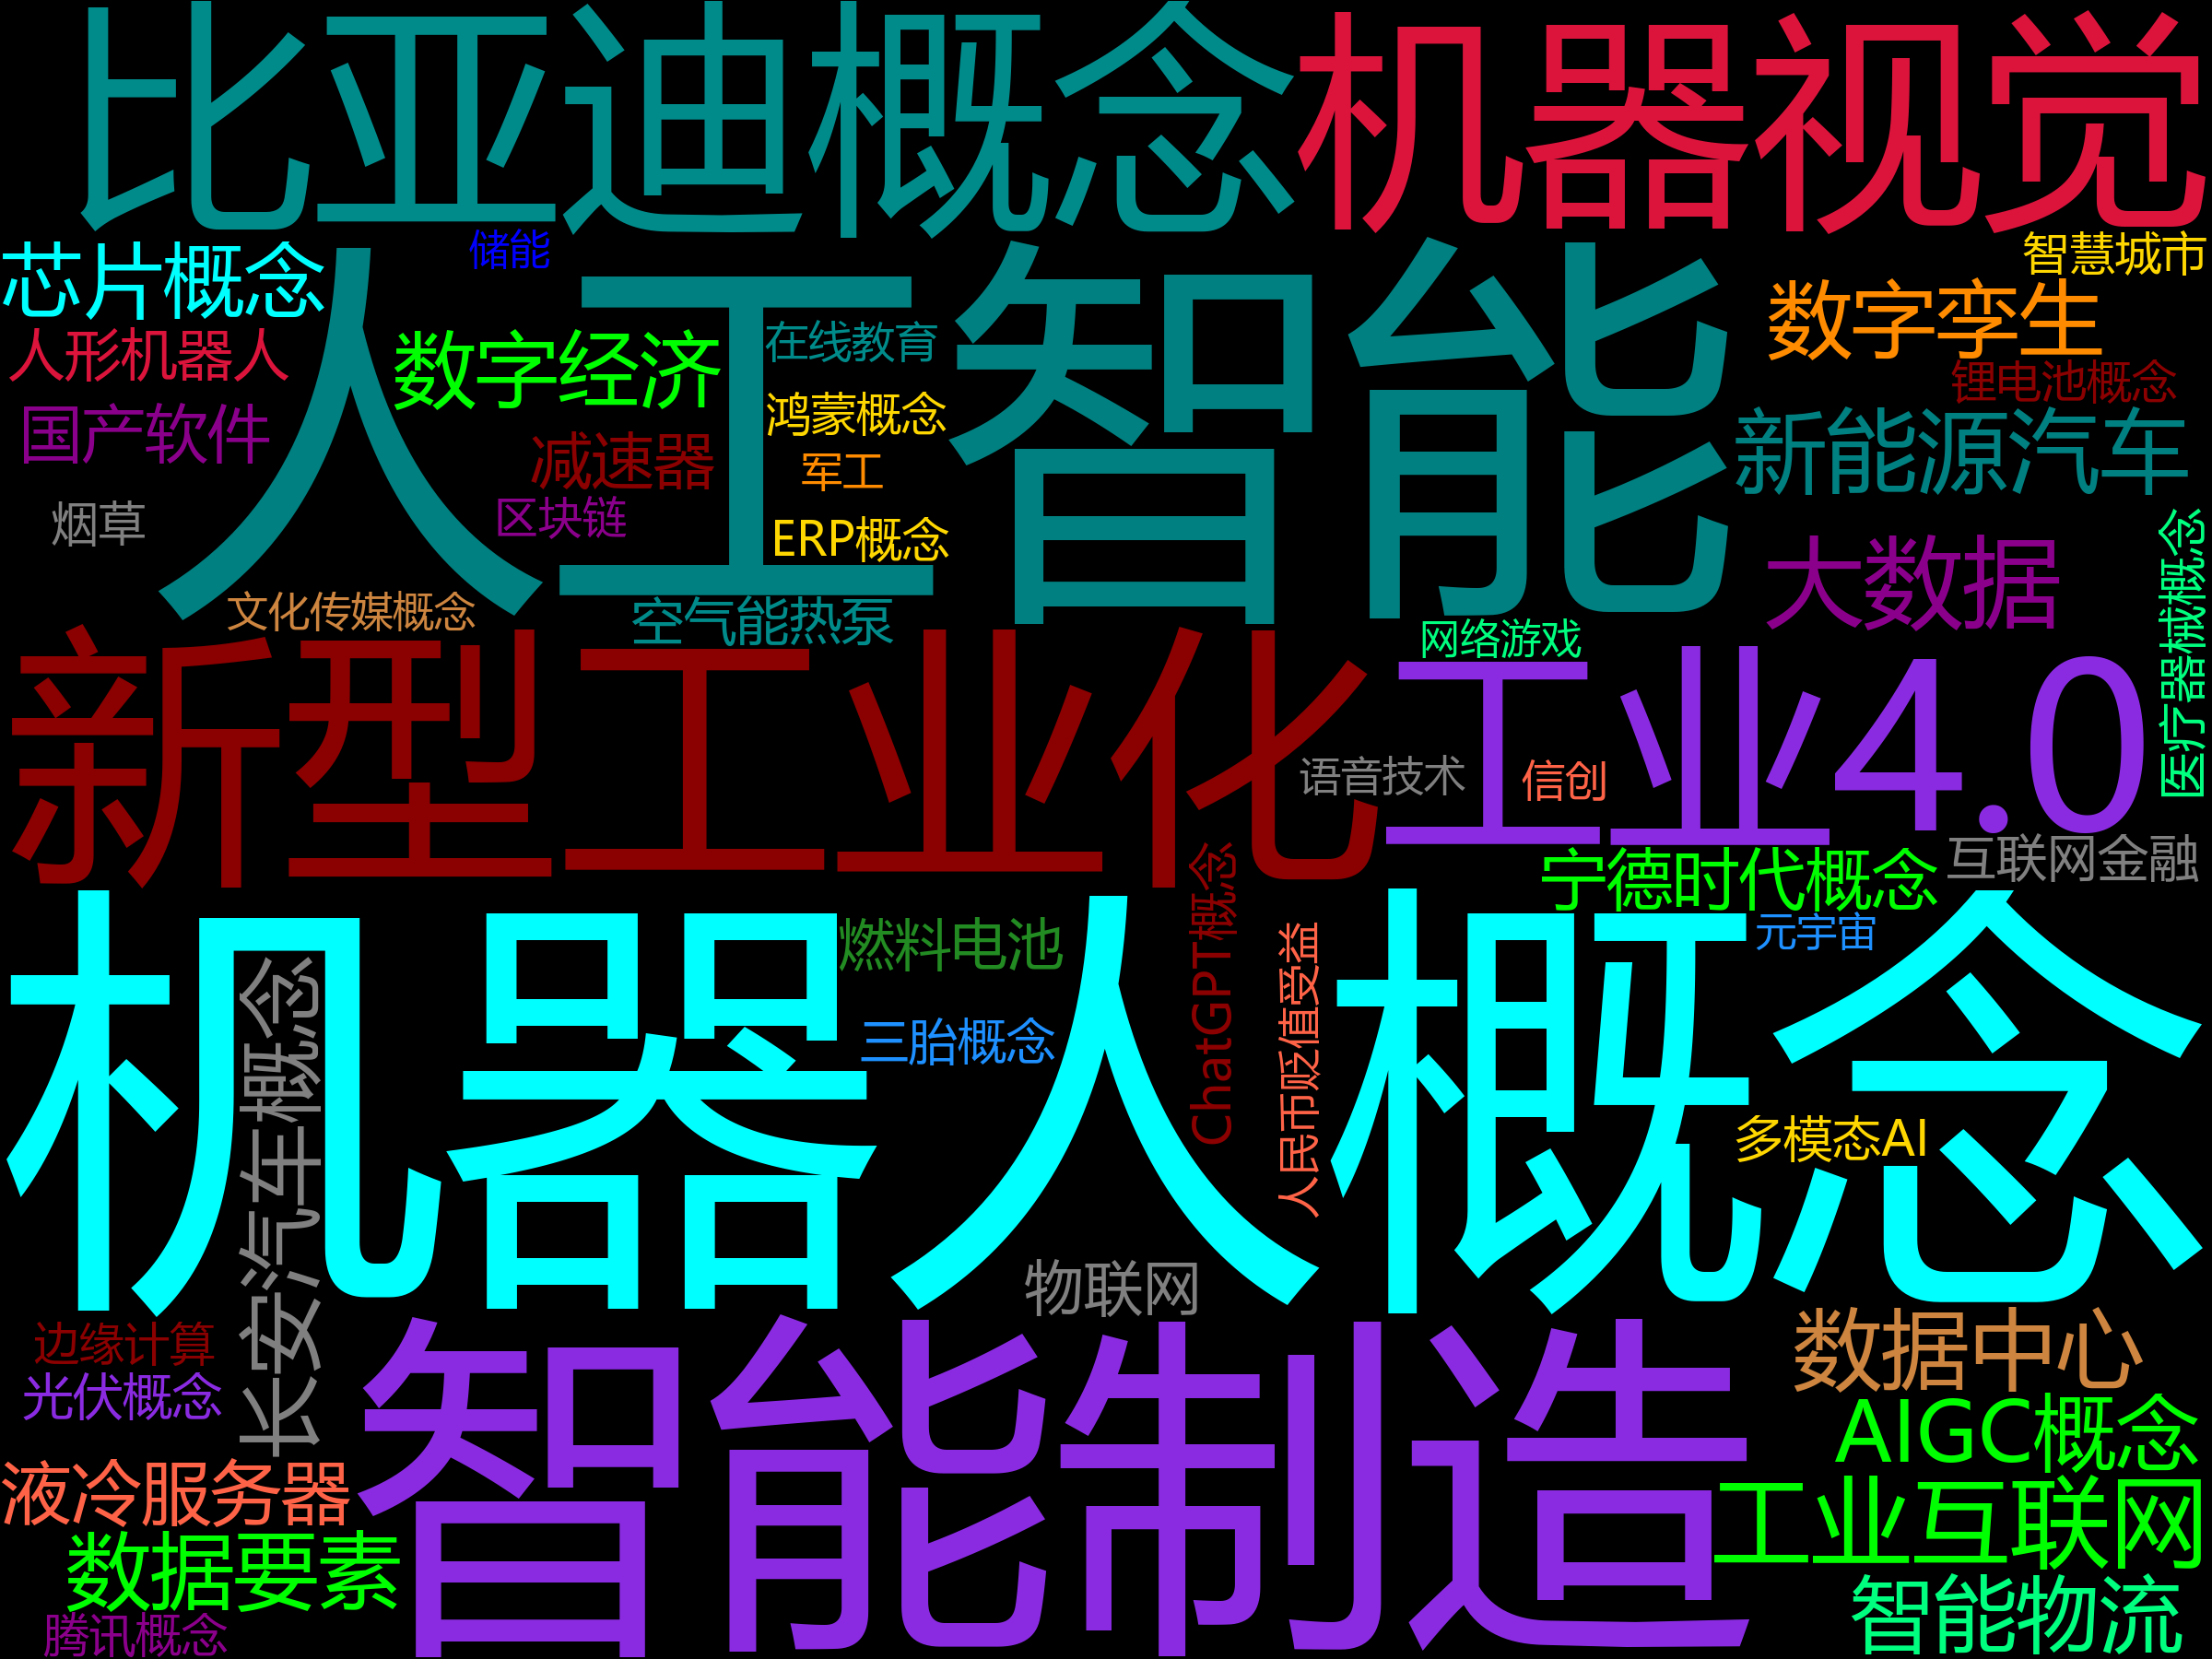 比亚迪概念
机器视觉
芯片概念
储能
人工智能
智慧城市
数字孪生
人形机器人
数字经济
在线教育
锂电池概念
国产软件
减速器
鸿蒙概念
军工
新能源汽车
烟草
区块链
ERP概念
大数据
医疗器械概念
文化传媒概念
空气能热泵
网络游戏
新型工业化
工业4.0
语音技术
信创
互联网金融
宁德时代概念
元宇宙
机器人概念
燃料电池
三胎概念
ChatGPT概念
人民币贬值受益
长安汽车概念
多模态AI
物联网
边缘计算
光伏概念
智能制造
数据中心
AIGC概念
液冷服务器
工业互联网
数据要素
智能物流
腾讯概念